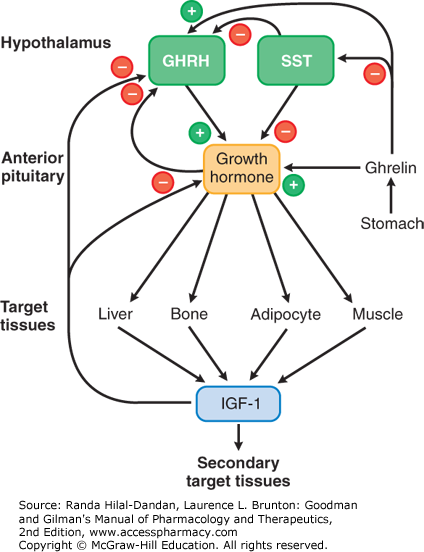 +
Hypothalamus
−
GHRH
SST
−
−
−
+
−
Anterior
pituitary
Growth
hormone
−
+
Ghrelin
Stomach
Target
tissues
Liver
Bone
Adipocyte
Muscle
IGF-1
Secondary
target tissues
Source: Randa Hilal-Dandan, Laurence L. Brunton: Goodman
and Gilman's Manual of Pharmacology and Therapeutics,
2nd Edition, www.accesspharmacy.com
Copyright © McGraw-Hill Education. All rights reserved.